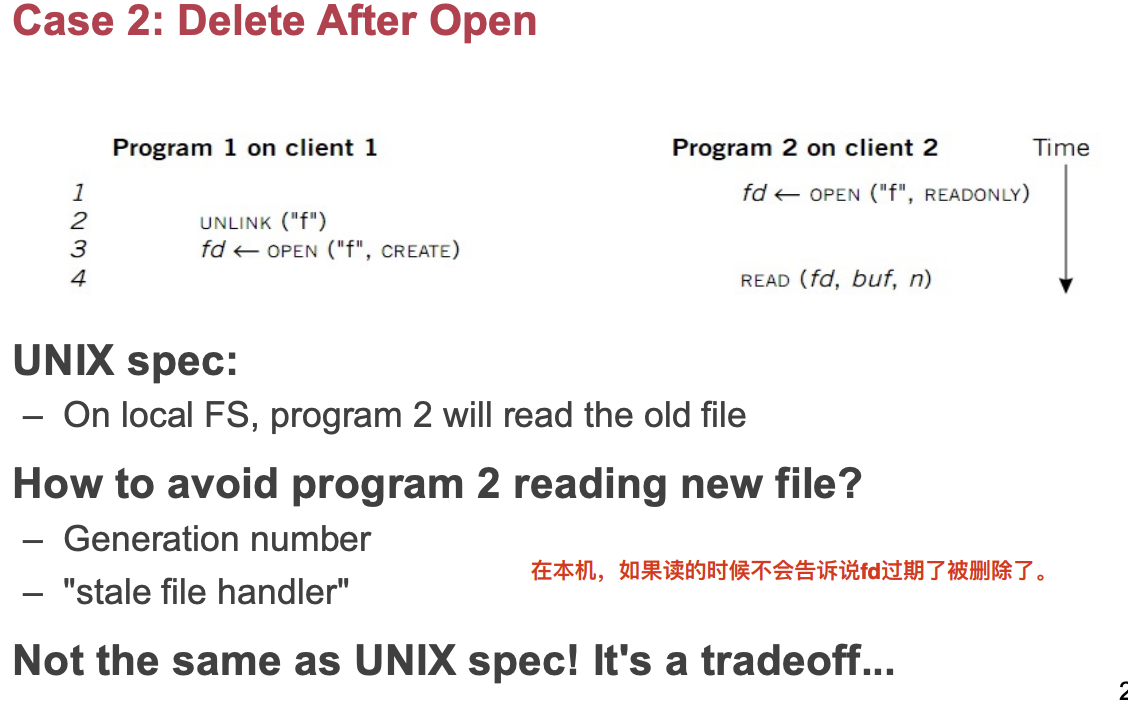 Case 2: Delete After Open
Program 1 on client 1 Program 2 on client 2 Time
1 fd ← OPEN ("f", READONLY)
2 UNLINK ("f")
3 fd ← OPEN ("f", CREATE)
4 READ (fd, buf, n)
UNIX spec:
– On local FS, program 2 will read the old file
How to avoid program 2 reading new file?
– Generation number
– "stale file handler"
在本机，如果读的时候不会告诉说fd过期了被删除了。
Not the same as UNIX spec! It's a tradeoff...
2